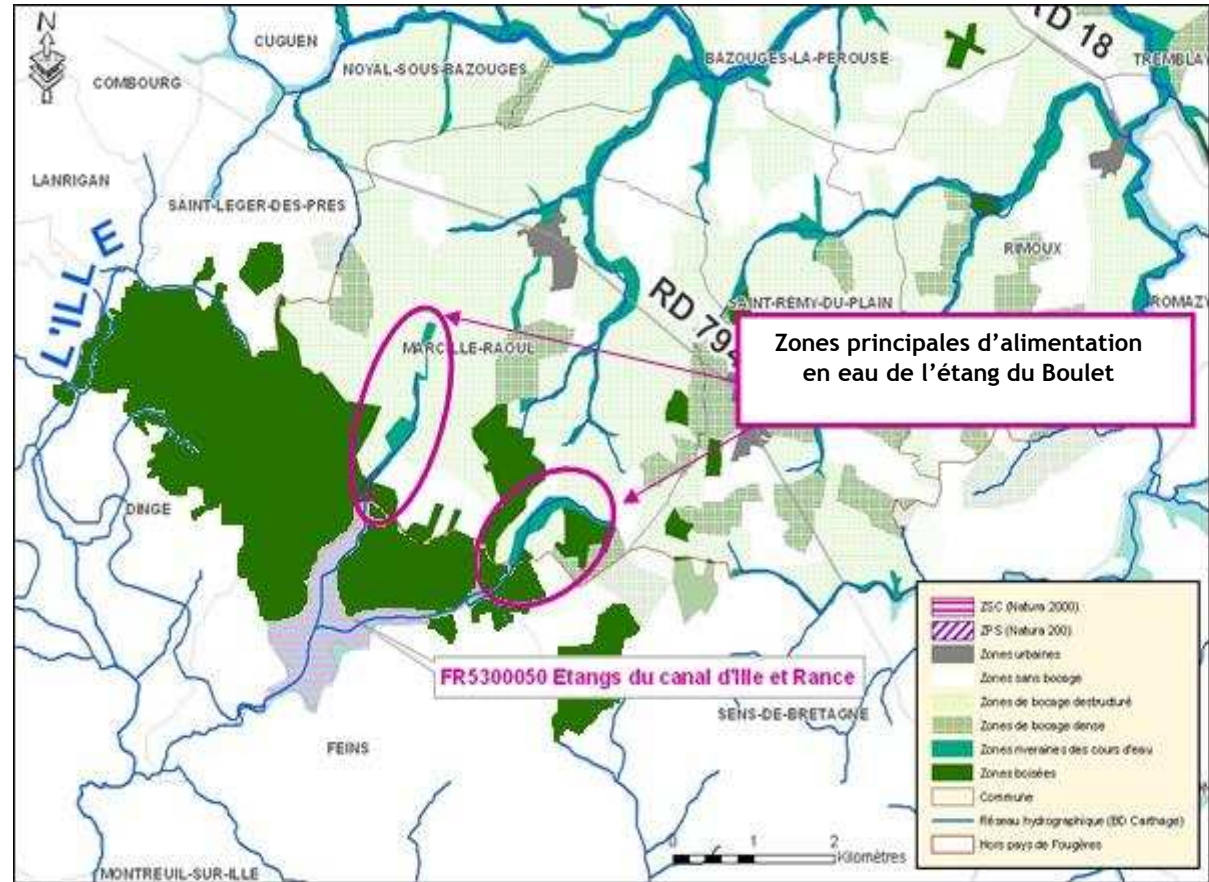 N
CUGUEN
COMBOURG
NOYAL-SOUS-BAZOUGES
BAZOUGES-LA-PEROUSE
RD 18
TREMBLAY
LANRIGAN
SAINT-LEGER-DES-PRES
L'ILLE
RIMOUX
RD 794
SAINT-REMY-DU-PLAIN
ROMAZY
MARCILLE-RAOUL
Zones principales d'alimentation
en eau de l'étang du Boulet
DINGE
FR5300050 Etangs du canal d'Ille et Rance
SENS-DE-BRETAGNE
FEINS
MONTREUIL-SUR-ILLE
0 1 2
Kilomètres
ZSC (Natura 2000)
ZPS (Natura 200)
Zones urbaines
Zones sans bocage
Zones de bocage destructuré
Zones de bocage dense
Zones riveraines des cours d'eau
Zones boisées
Commune
Réseau hydrographique (BD Carthage)
Hors pays de Fougères